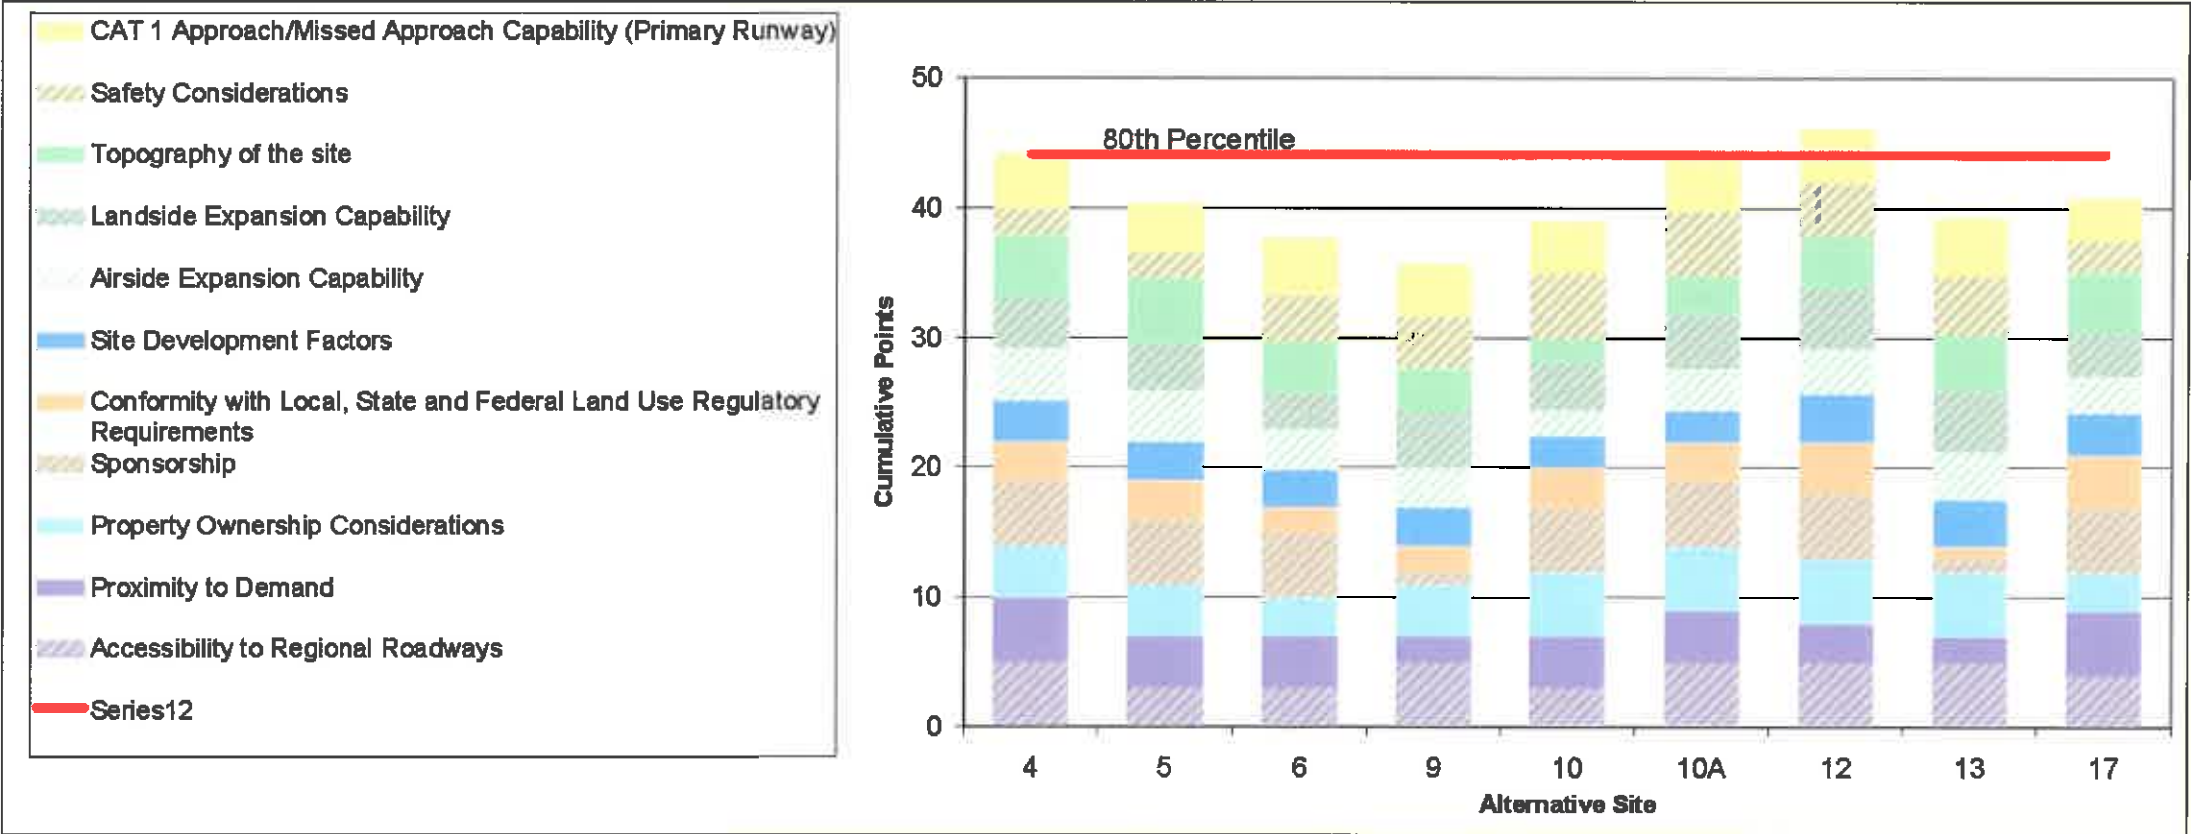 CAT 1 Approach/Missed Approach Capability (Primary Runway)
Safety Considerations
Topography of the site
Landside Expansion Capability
Airside Expansion Capability
Site Development Factors
Conformity with Local, State and Federal Land Use Regulatory
Requirements
Sponsorship
Property Ownership Considerations
Proximity to Demand
Accessibility to Regional Roadways
Series12
80th Percentile
Cumulative Points
50
40
30
20
10
0
4 5 6 9 10 10A 12 13 17
Alternative Site